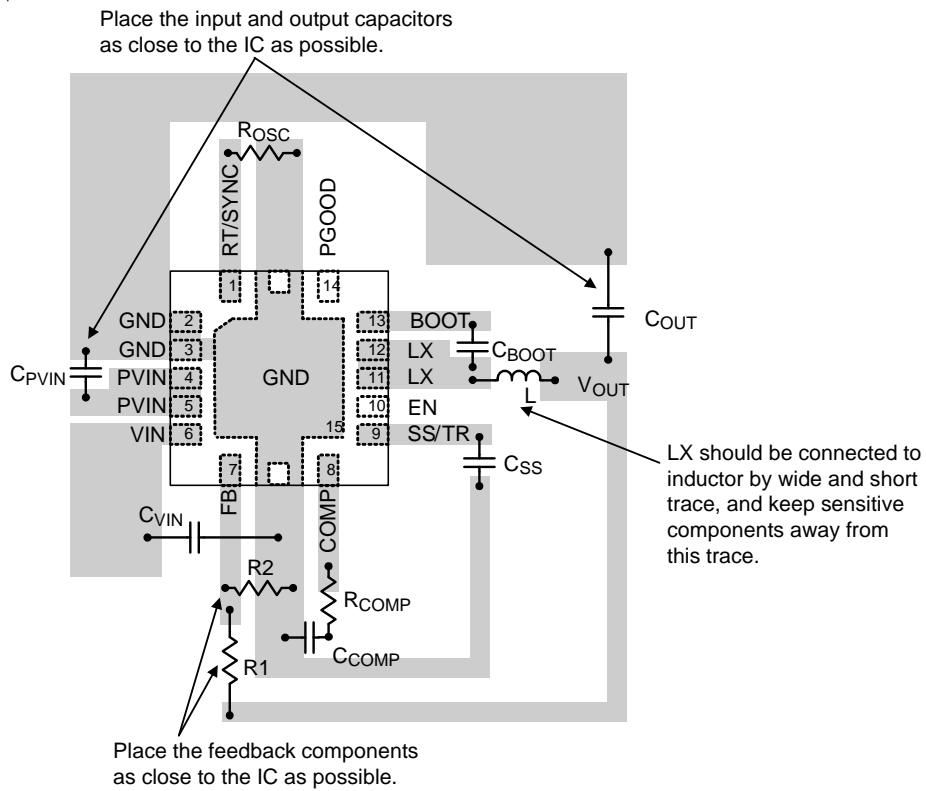 Place the input and output capacitors
as close to the IC as possible.
ROSC
RT/SYNC
PGOOD
1
14
GND 2
13 BOOT
GND 3
12 LX
CBOOT
COUT
CPVIN
PVIN 4
GND
11 LX
L
VOUT
PVIN 5
10 EN
VIN 6
15
9 SS/TR
CSS
7
8
FB
COMP
CVIN
LX should be connected to
inductor by wide and short
trace, and keep sensitive
components away from
this trace.
R2
RCOMP
CCOMP
R1
Place the feedback components
as close to the IC as possible.